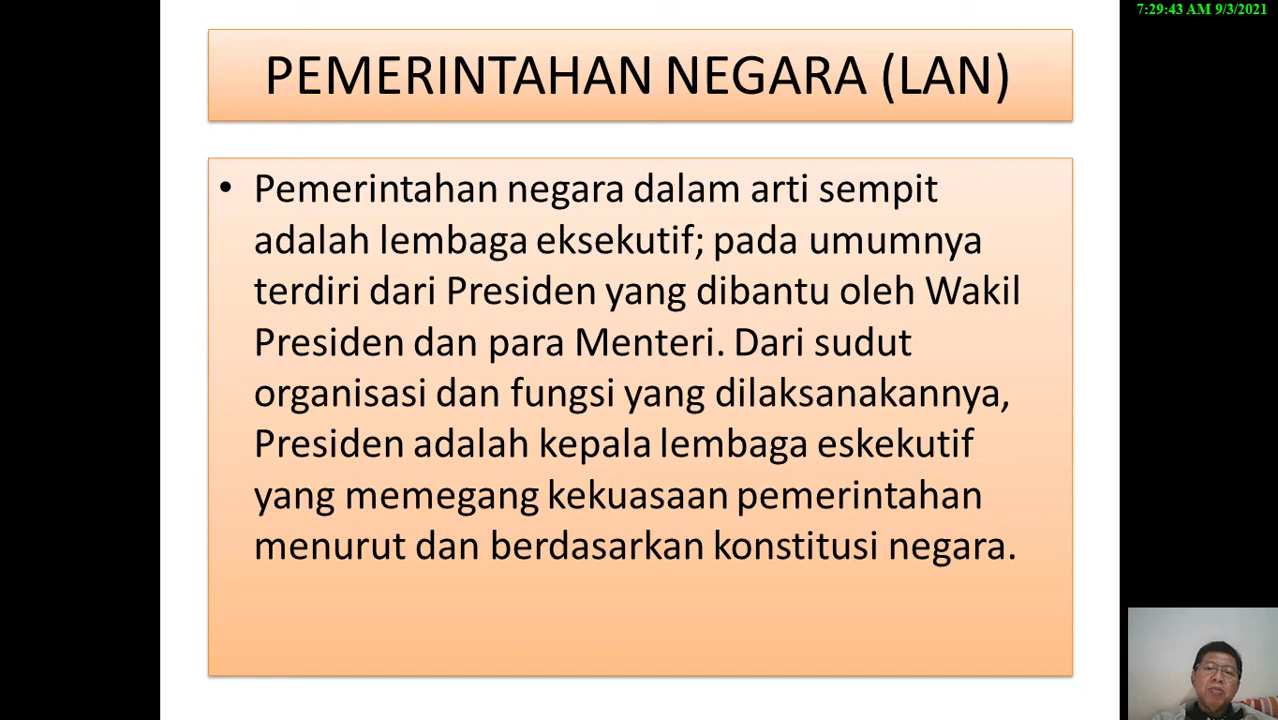 7:29:43 AM 9/3/2021
PEMERINTAHAN NEGARA (LAN)
• Pemerintahan negara dalam arti sempit
adalah lembaga eksekutif; pada umumnya
terdiri dari Presiden yang dibantu oleh Wakil
Presiden dan para Menteri. Dari sudut
organisasi dan fungsi yang dilaksanakannya,
Presiden adalah kepala lembaga eskekutif
yang memegang kekuasaan pemerintahan
menurut dan berdasarkan konstitusi negara.